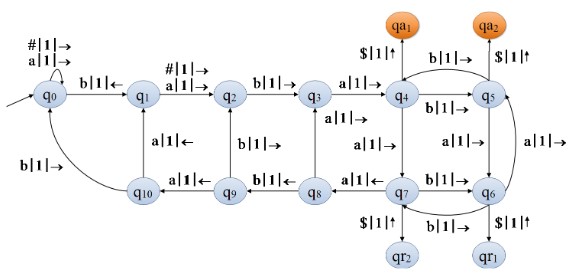 qa₁ qa₂
#|1|→
a|1|→
$|1|↑ b|1|→ $|1|↑
#|1|→
q₀ b|1|← q₁ a|1|→ q₂ b|1|→ q₃ a|1|→ q₄ b|1|→ q₅
a|1|→
a|1|← b|1|→ a|1|→ a|1|→ a|1|→
b|1|→
q₁₀ a|1|← q₉ b|1|← q₈ a|1|← q₇ b|1|→ q₆
$|1|↑ b|1|→ $|1|↑
qr₂ qr₁